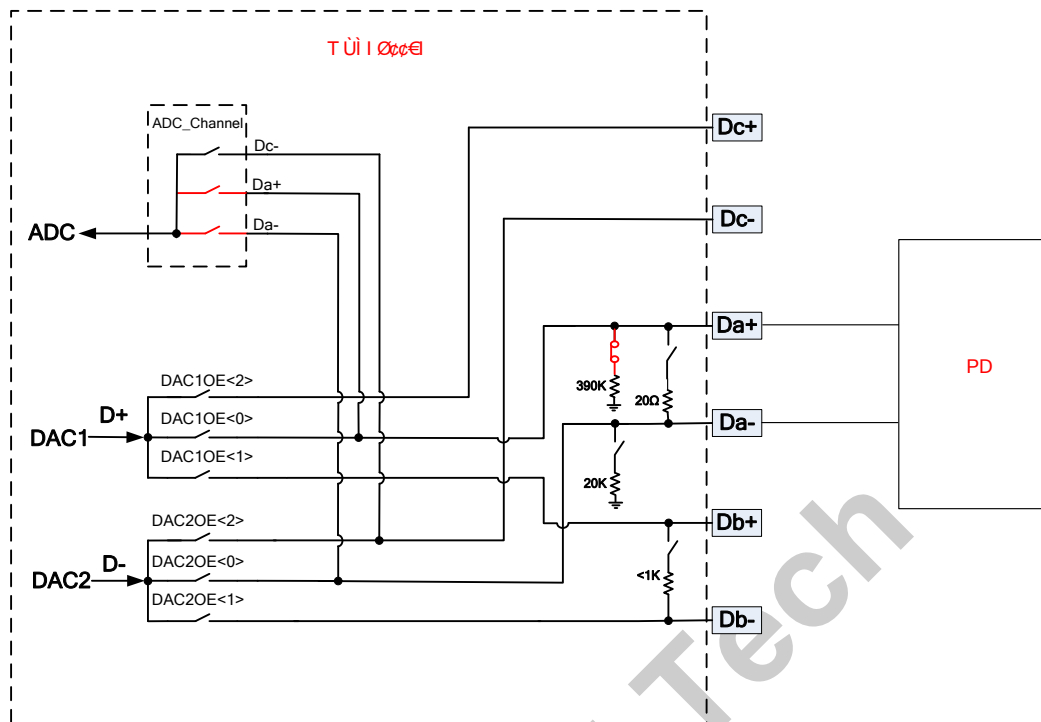 ADC_Channel
Dc+
Dc-
Da+
Da-
ADC
Dc-
Da+
390K
20Ω
PD
DAC1OE<2>
D+
DAC1OE<0>
DAC1
DAC1OE<1>
Da-
20K
DAC2OE<2>
Db+
D-
DAC2OE<0>
DAC2
<1K
DAC2OE<1>
Db-
Tech